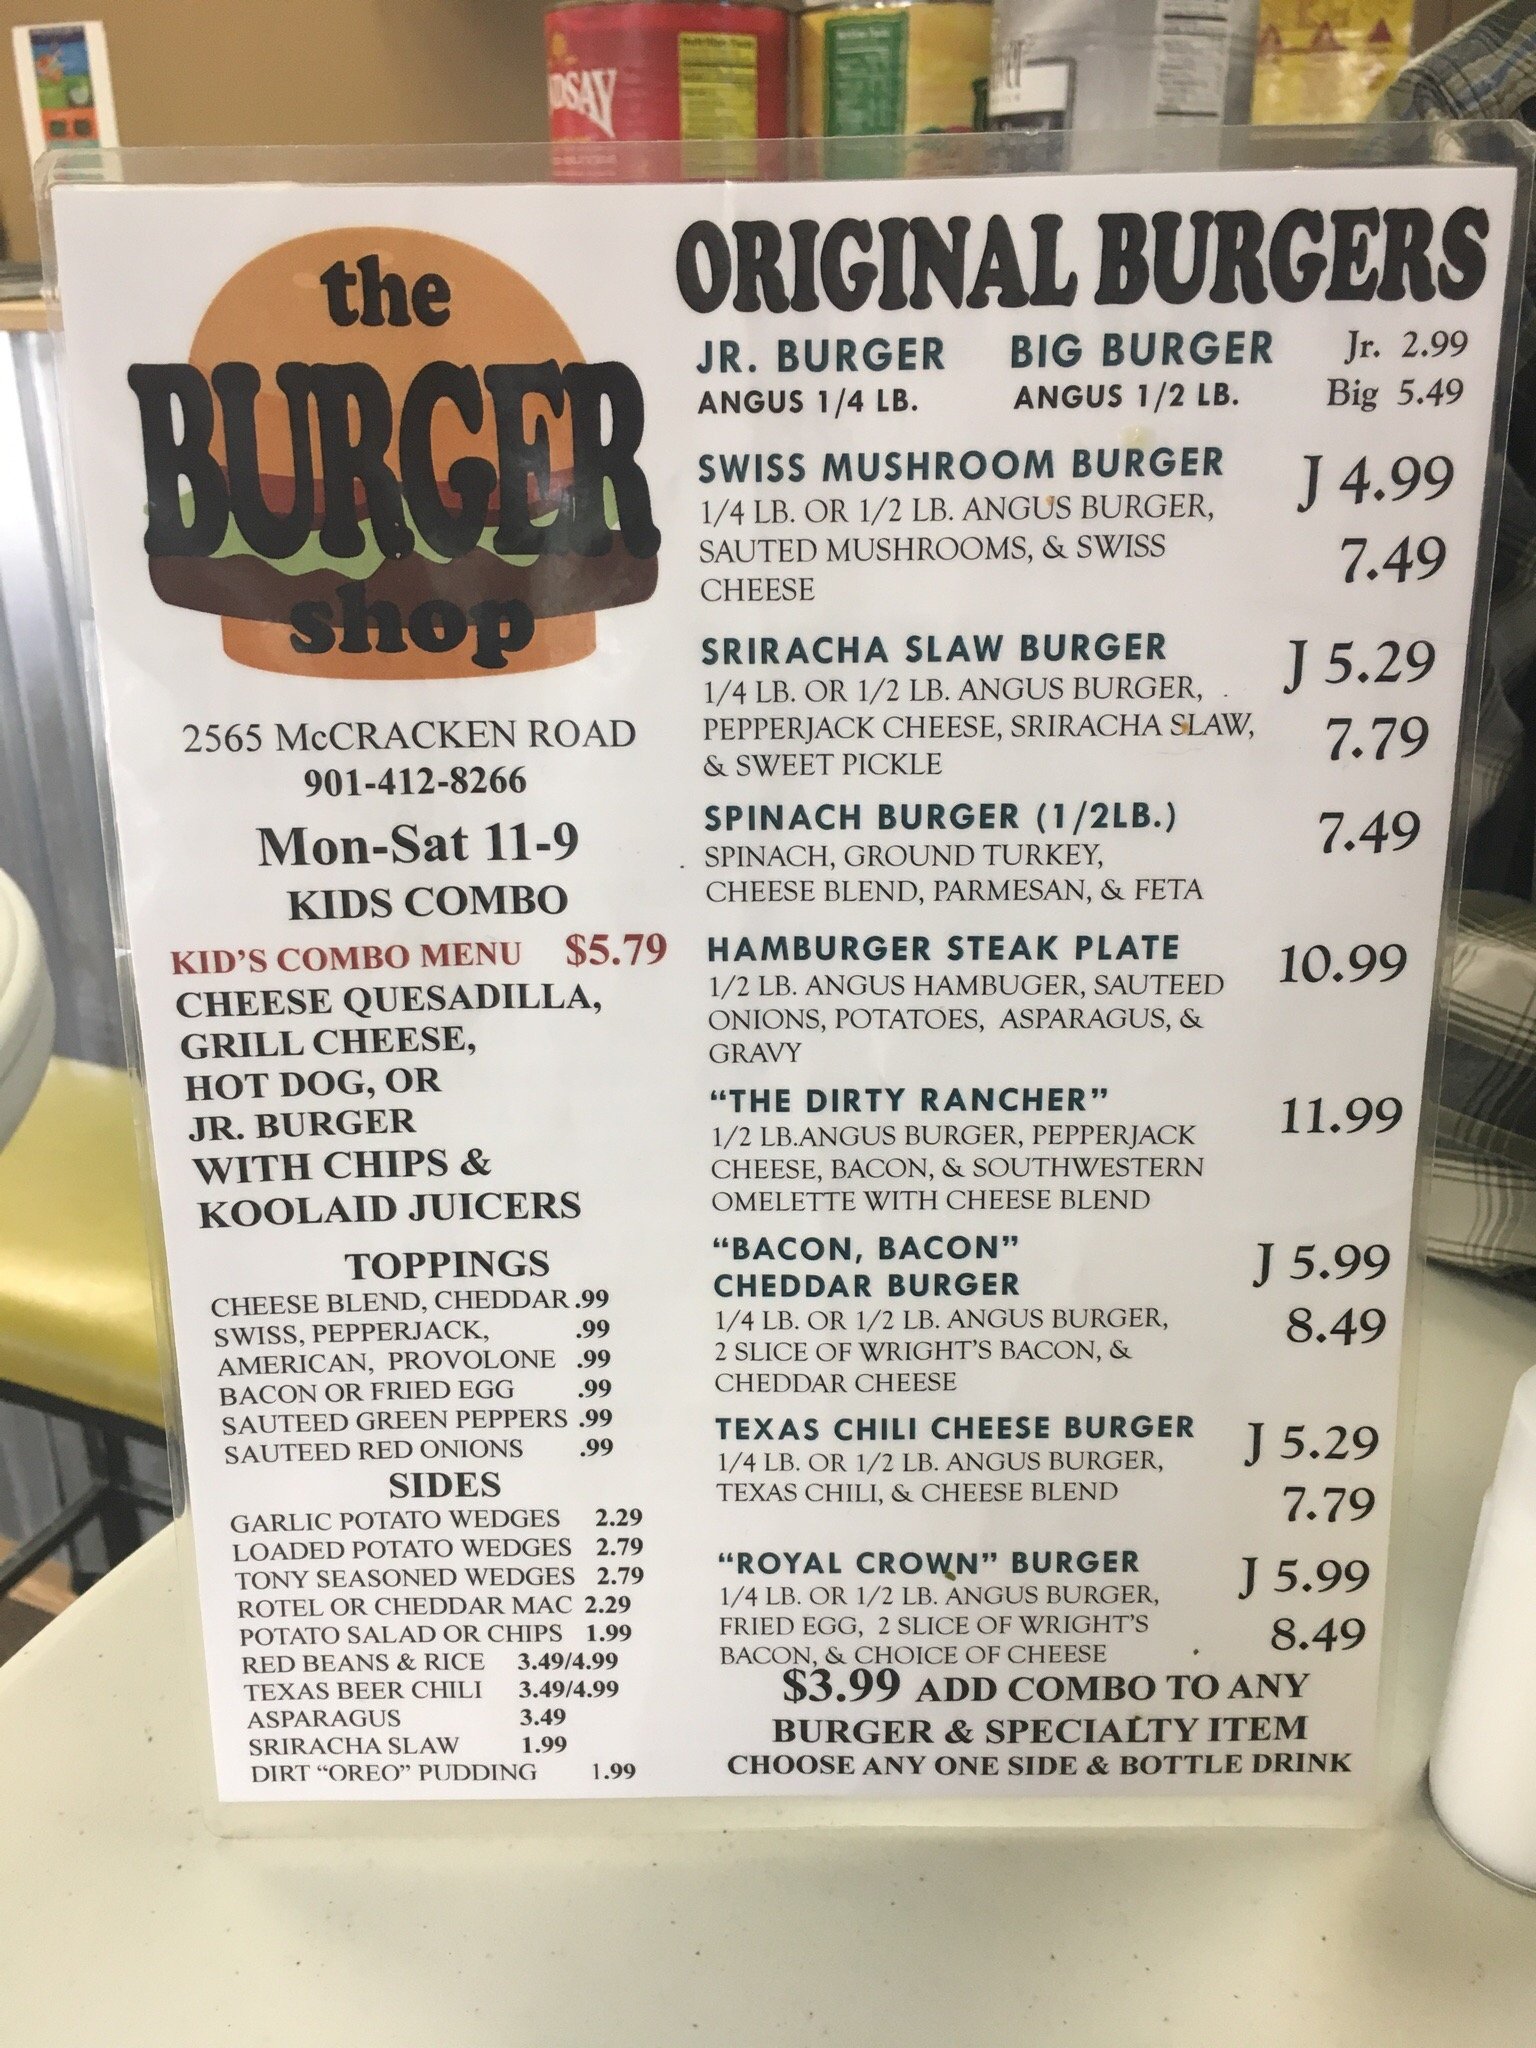 DSAY
the
BURGER
shop
2565 McCRACKEN ROAD
901-412-8266
Mon-Sat 11-9
KIDS COMBO
KID'S COMBO MENU $5.79
CHEESE QUESADILLA,
GRILL CHEESE,
HOT DOG, OR
JR. BURGER
WITH CHIPS &
KOOLAID JUICERS
TOPPINGS
CHEESE BLEND, CHEDDAR .99
SWISS, PEPPERJACK, .99
AMERICAN, PROVOLONE .99
BACON OR FRIED EGG .99
SAUTEED GREEN PEPPERS .99
SAUTEED RED ONIONS .99
SIDES
GARLIC POTATO WEDGES 2.29
LOADED POTATO WEDGES 2.79
TONY SEASONED WEDGES 2.79
ROTEL OR CHEDDAR MAC 2.29
POTATO SALAD OR CHIPS 1.99
RED BEANS & RICE 3.49/4.99
TEXAS BEER CHILI 3.49/4.99
ASPARAGUS 3.49
SRIRACHA SLAW 1.99
DIRT "OREO" PUDDING 1.99
ORIGINAL BURGERS
JR. BURGER BIG BURGER Jr. 2.99
ANGUS 1/4 LB. ANGUS 1/2 LB. Big 5.49
SWISS MUSHROOM BURGER J 4.99
1/4 LB. OR 1/2 LB. ANGUS BURGER,
SAUTED MUSHROOMS, & SWISS 7.49
CHEESE
SRIRACHA SLAW BURGER J 5.29
1/4 LB. OR 1/2 LB. ANGUS BURGER,
PEPPERJACK CHEESE, SRIRACHA SLAW, 7.79
& SWEET PICKLE
SPINACH BURGER (1/2LB.) 7.49
SPINACH, GROUND TURKEY,
CHEESE BLEND, PARMESAN, & FETA
HAMBURGER STEAK PLATE 10.99
1/2 LB. ANGUS HAMBUGER, SAUTEED
ONIONS, POTATOES, ASPARAGUS, &
GRAVY
"THE DIRTY RANCHER" 11.99
1/2 LB.ANGUS BURGER, PEPPERJACK
CHEESE, BACON, & SOUTHWESTERN
OMELETTE WITH CHEESE BLEND
"BACON, BACON" J 5.99
CHEDDAR BURGER
1/4 LB. OR 1/2 LB. ANGUS BURGER, 8.49
2 SLICE OF WRIGHT'S BACON, &
CHEDDAR CHEESE
TEXAS CHILI CHEESE BURGER J 5.29
1/4 LB. OR 1/2 LB. ANGUS BURGER,
TEXAS CHILI, & CHEESE BLEND 7.79
"ROYAL CROWN" BURGER J 5.99
1/4 LB. OR 1/2 LB. ANGUS BURGER,
FRIED EGG, 2 SLICE OF WRIGHT'S 8.49
BACON, & CHOICE OF CHEESE
$3.99 ADD COMBO TO ANY
BURGER & SPECIALTY ITEM
CHOOSE ANY ONE SIDE & BOTTLE DRINK